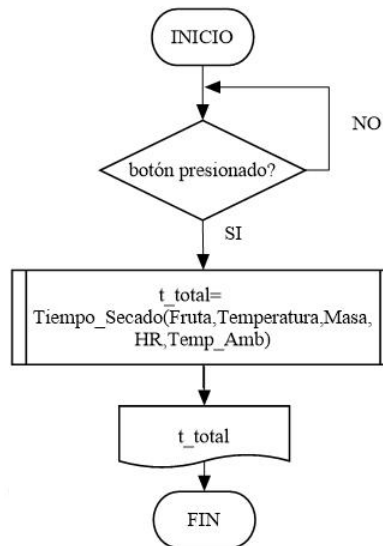 INICIO
NO
botón presionado?
SI
t_total=
Tiempo_Secado(Fruta,Temperatura,Masa,
HR,Temp_Amb)
t_total
FIN